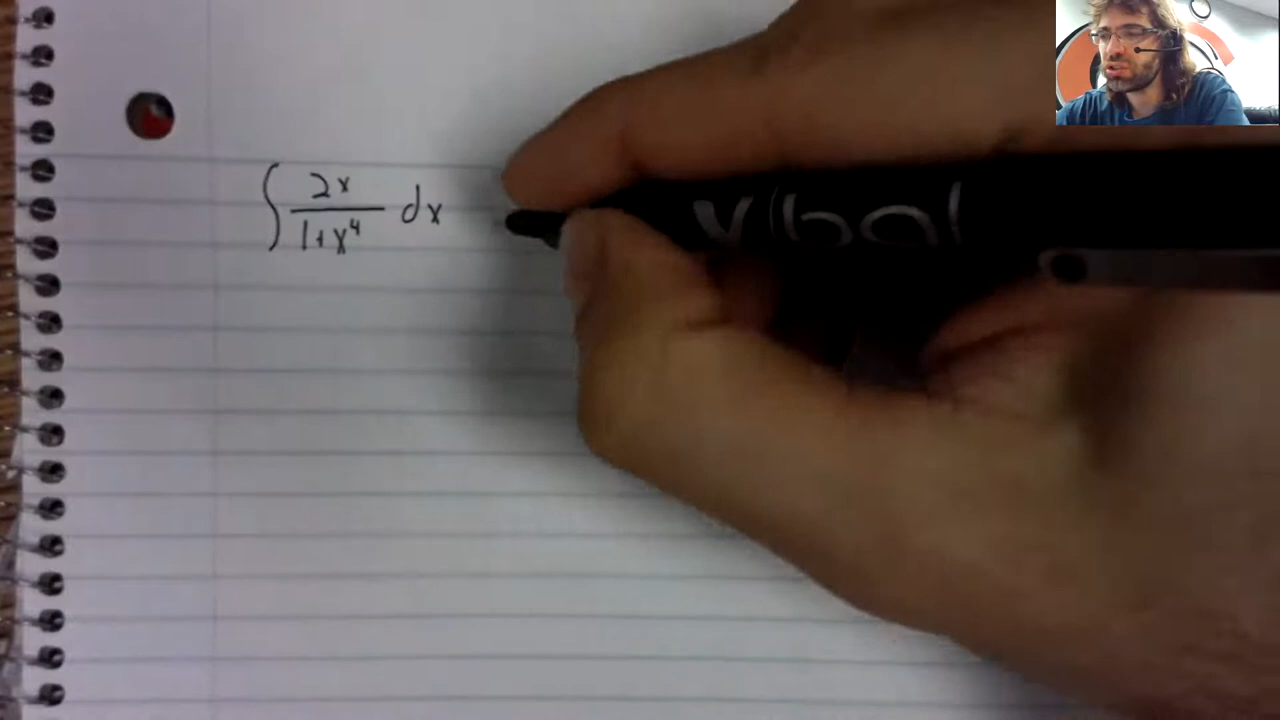 ∫ 2x/(1+x⁴) dx